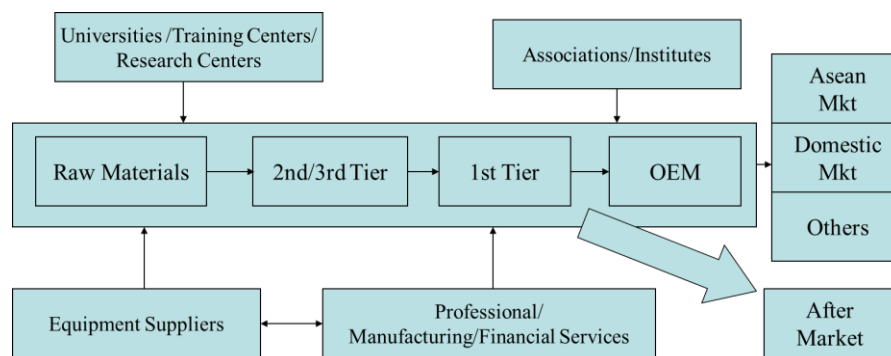 Universities /Training Centers/
Research Centers
Associations/Institutes
Asean
Mkt
Domestic
Mkt
Others
Raw Materials
2nd/3rd Tier
1st Tier
OEM
Equipment Suppliers
Professional/
Manufacturing/Financial Services
After
Market